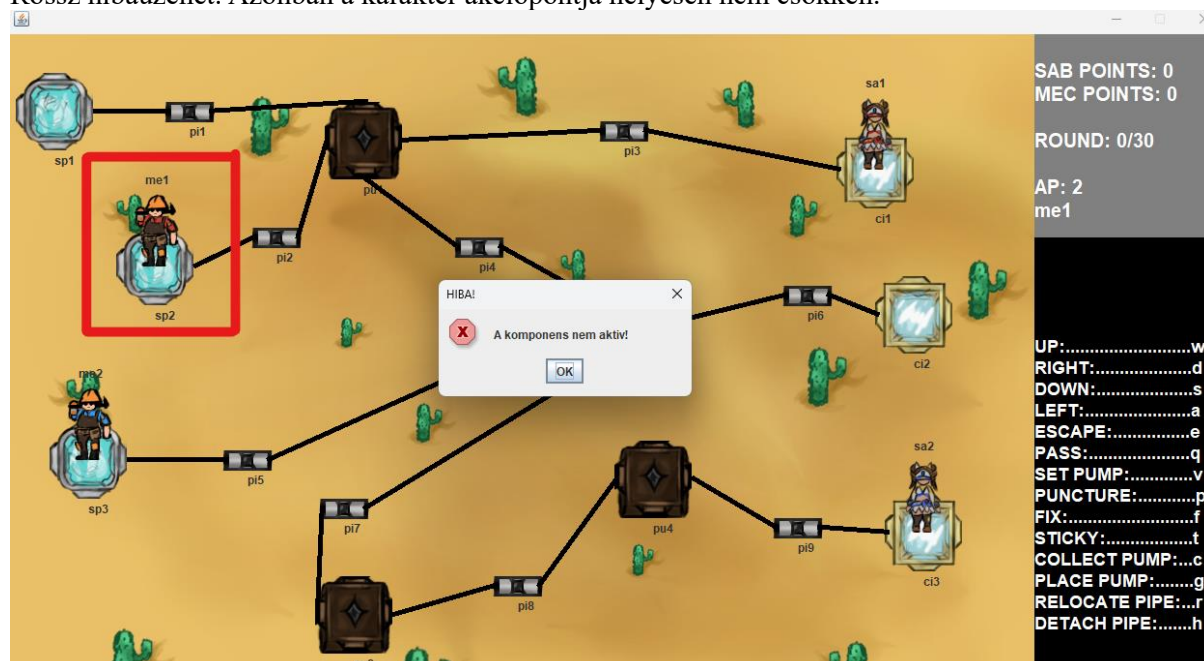 Rossz hibaüzenet. Azonban a karakter akciópontja helyesen nem csökken.
sa1
SAB POINTS: 0
MEC POINTS: 0
pi1
pi3
sp1
ROUND: 0/30
me1
AP: 2
me1
ci1
pi2
pi4
HIBA!
A komponens nem aktiv!
OK
sp2
pi6
ci2
me2
UP:..........................w
RIGHT:....................d
DOWN:.....................s
LEFT:.......................a
ESCAPE:................e
PASS:......................q
SET PUMP:.............v
PUNCTURE:...........p
FIX:..........................f
STICKY:..................t
COLLECT PUMP:...c
PLACE PUMP:........g
RELOCATE PIPE:...r
DETACH PIPE:.......h
sa2
pi5
sp3
pi7
pu4
pi9
ci3
pi8